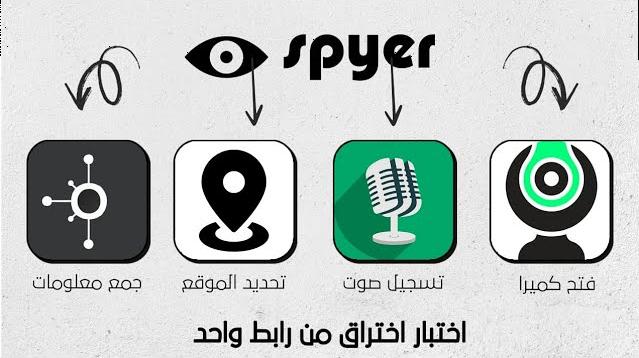 spyer
فتح كميرا
تسجيل صوت
تحديد الموقع
جمع معلومات
اختبار اختراق من رابط واحد